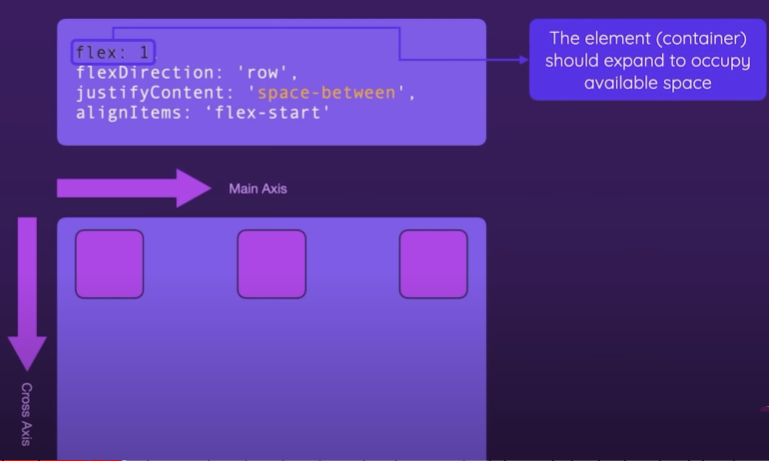 flex: 1
flexDirection: 'row',
justifyContent: 'space-between',
alignItems: ‘flex-start'
The element (container)
should expand to occupy
available space
Main Axis
Cross Axis